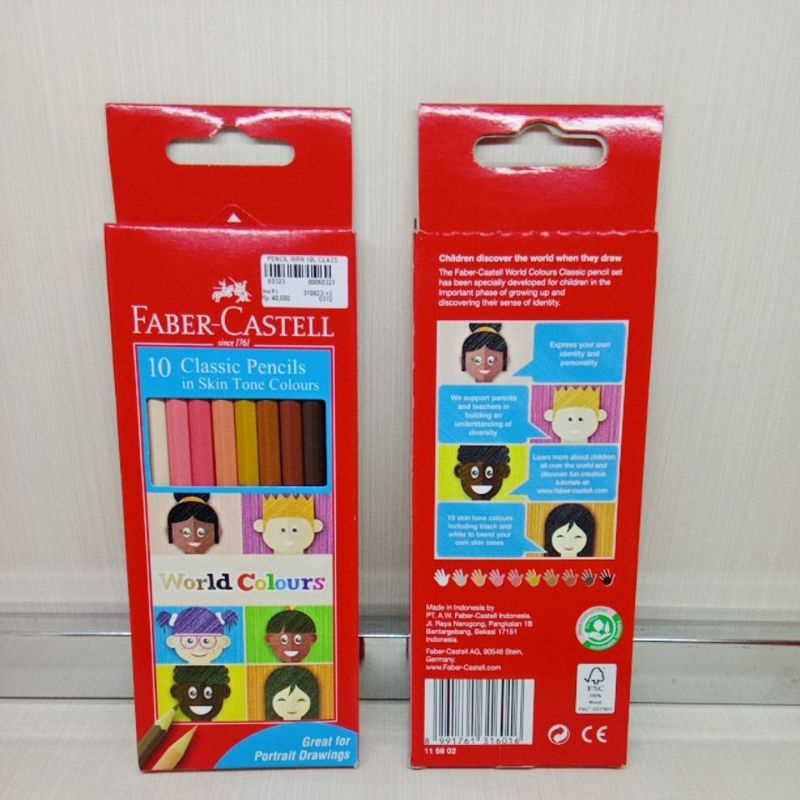 PENCIL WRN 10L CLASS
60323 00060323
Rp. 40,500 0372
FABER-CASTELL
since 1761
10 Classic Pencils
in Skin Tone Colours
World Colours
Great for
Portrait Drawings
Children discover the world when they draw
The Faber-Castell World Colours Classic pencil set
has been specially developed for children in the
important phase of growing up and
discovering their sense of identity.
Express your own
identity and
personality
We support parents
and teachers in
building an
understanding of
diversity
Learn more about children
all over the world and
discover fun creative
tutorials at:
www.faber-castell.com
10 skin tone colours
including black and
white to blend your
own skin tones
Made in Indonesia by
PT. A.W. Faber-Castell Indonesia,
Jl. Raya Narogong, Pangkalan 1B
Bantargebang, Bekasi 17151
Indonesia.
Faber-Castell AG, 90546 Stein,
Germany.
www.Faber-Castell.com
FSC
100%
Wood
8 991761 316016
11 58 02
CE